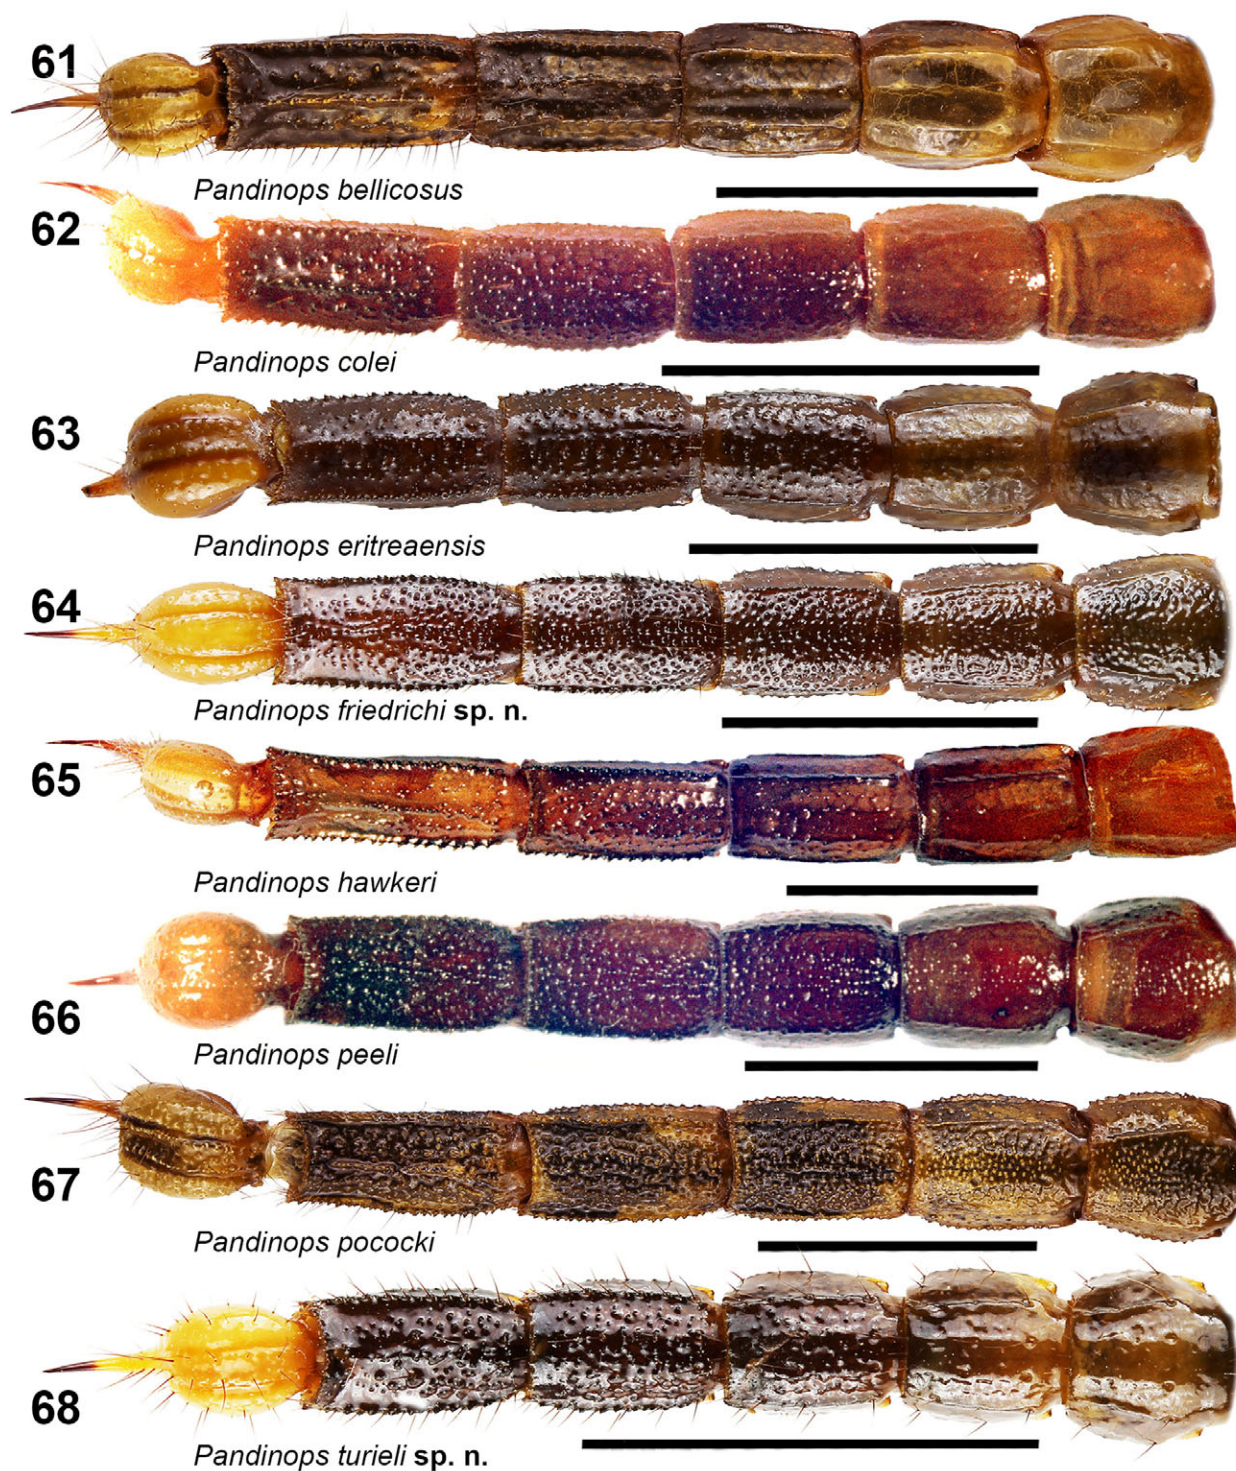 61
Pandinops bellicosus
62
Pandinops colei
63
Pandinops eritreaensis
64
Pandinops friedrichi sp. n.
65
Pandinops hawkeri
66
Pandinops peeli
67
Pandinops pococki
68
Pandinops turieli sp. n.